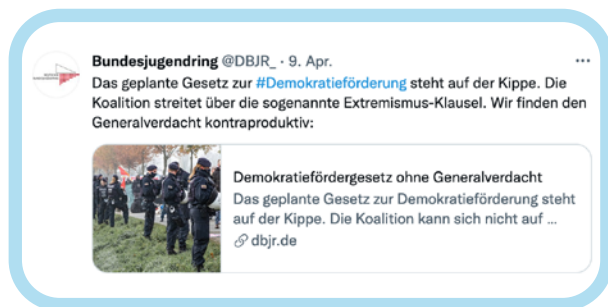 Bundesjugendring @DBJR_ · 9. Apr.
Das geplante Gesetz zur #Demokratieförderung steht auf der Kippe. Die
Koalition streitet über die sogenannte Extremismus-Klausel. Wir finden den
Generalverdacht kontraproduktiv:
Demokratiefördergesetz ohne Generalverdacht
Das geplante Gesetz zur Demokratieförderung steht
auf der Kippe. Die Koalition kann sich nicht auf ...
dbjr.de